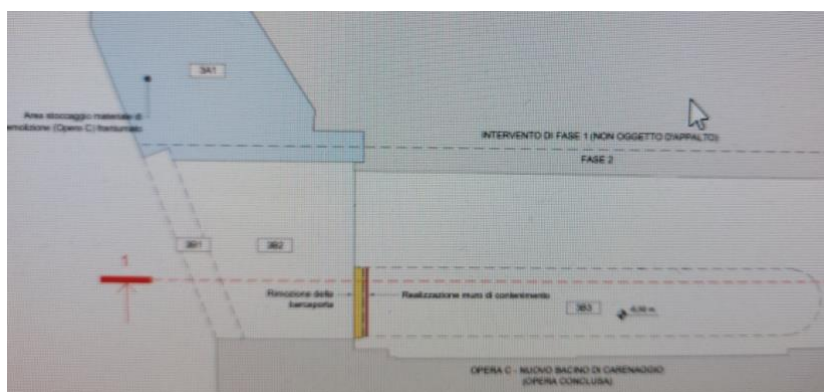 3A1
Area stoccaggio materiale di
demolizione (Opera C) frantumato
INTERVENTO DI FASE 1 (NON OGGETTO D'APPALTO)
FASE 2
3B1
3B2
1
Rimozione della
barcaporta
Realizzazione muro di contenimento
3B3
OPERA C - NUOVO BACINO DI CARENAGGIO
(OPERA CONCLUSA)